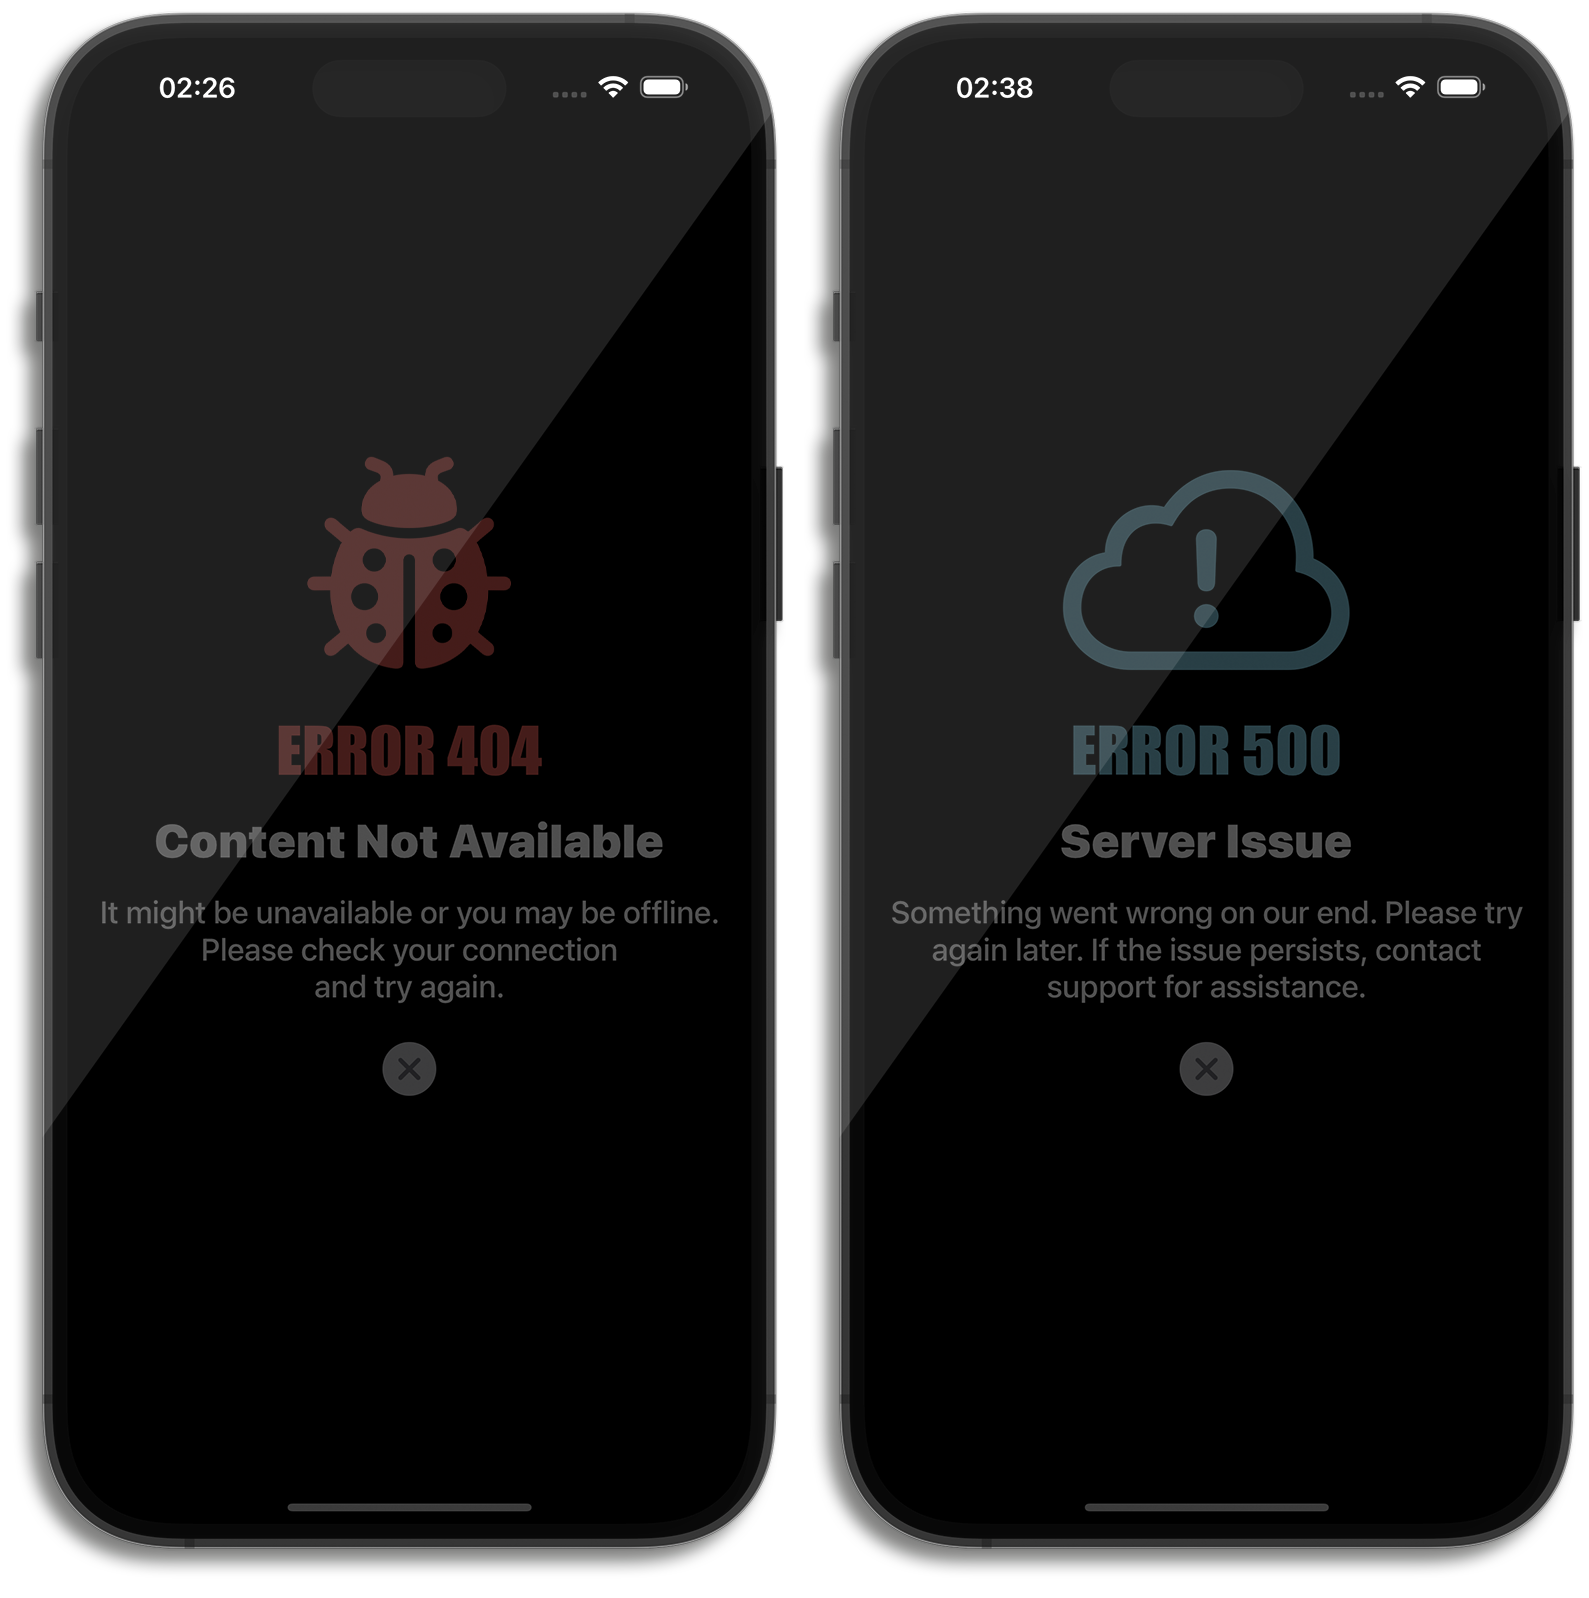 02:26
ERROR 404
Content Not Available
It might be unavailable or you may be offline.
Please check your connection
and try again.
02:38
ERROR 500
Server Issue
Something went wrong on our end. Please try
again later. If the issue persists, contact
support for assistance.